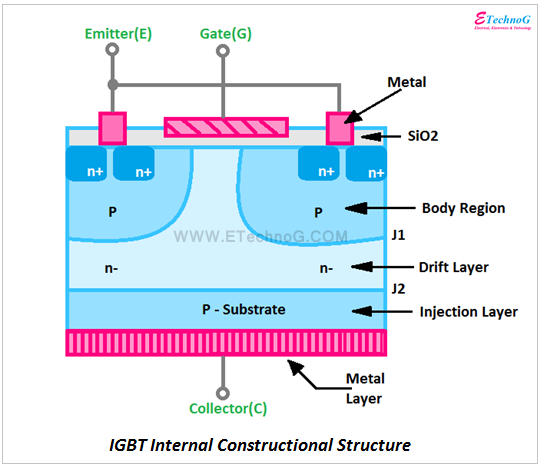 ETechnoG
Electrical, Electronics & Technology
Emitter(E)
Gate(G)
Metal
SiO2
n+
n+
n+
n+
P
P
Body Region
WWW.ETechnoG.COM
J1
n-
n-
Drift Layer
J2
P - Substrate
Injection Layer
Metal
Layer
Collector(C)
IGBT Internal Constructional Structure